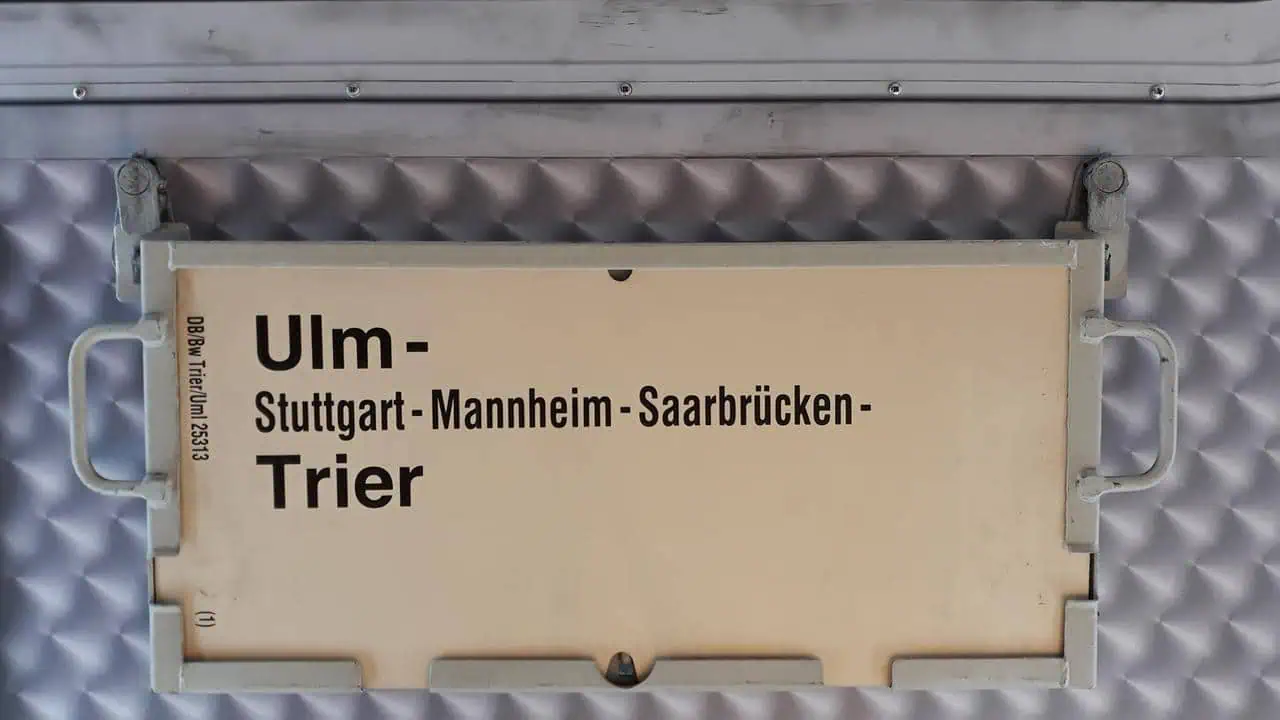 Ulm-
Stuttgart - Mannheim - Saarbrücken -
Trier
DB/Bw Trier/Uml 25313
(1)